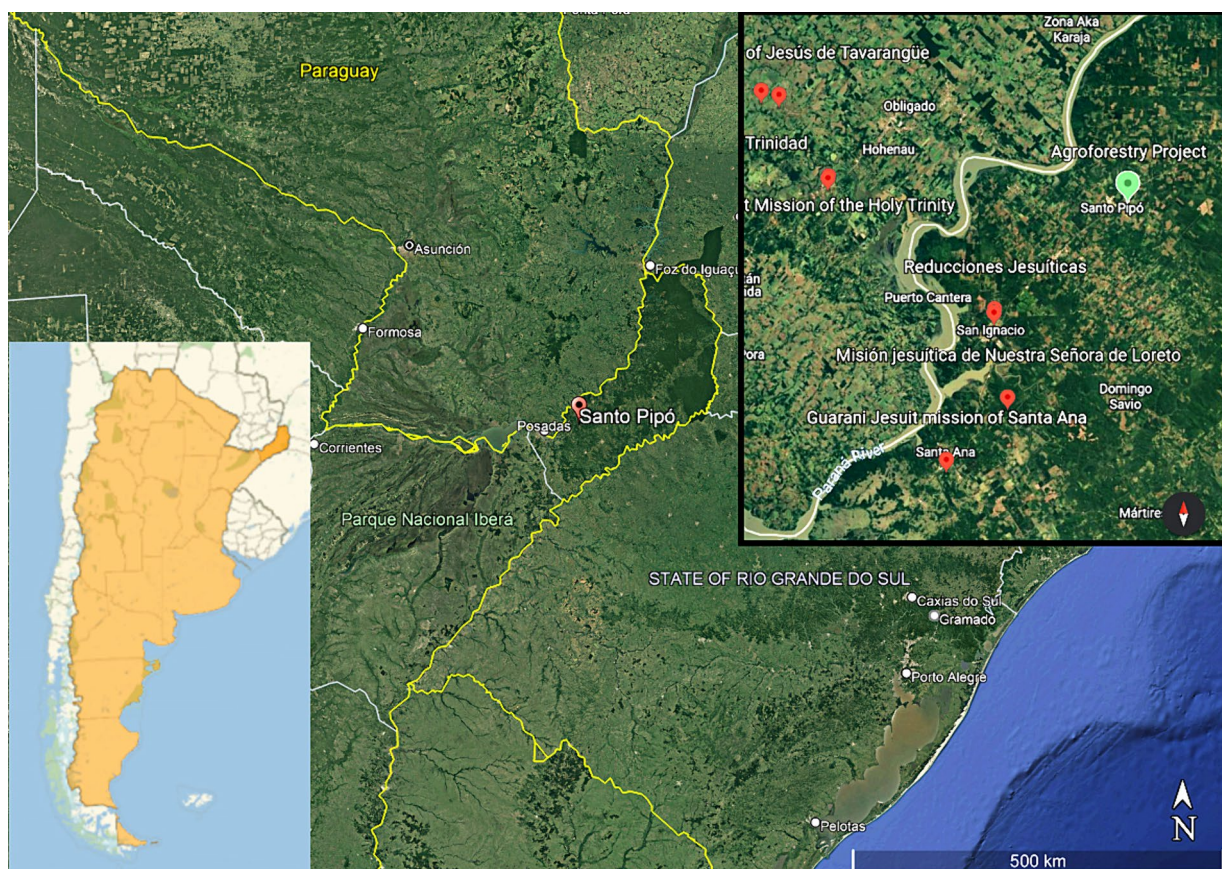 Paraguay
Asunción
Foz do Iguaçu
Formosa
Santo Pipó
Posadas
Corrientes
Parque Nacional Iberá
STATE OF RIO GRANDE DO SUL
Caxias do Sul
Gramado
Porto Alegre
Pelotas
N
500 km
Zona Aka
Karaja
of Jesús de Tavarangüe
Obligado
Trinidad
Hohenau
Agroforestry Project
t Mission of the Holy Trinity
Santo Pipó
Reducciones Jesuíticas
tán
ida
Puerto Cantera
San Ignacio
Pora
Misión jesuítica de Nuestra Señora de Loreto
Domingo
Savio
Guarani Jesuit mission of Santa Ana
Santa Ana
Paraná River
Mártire